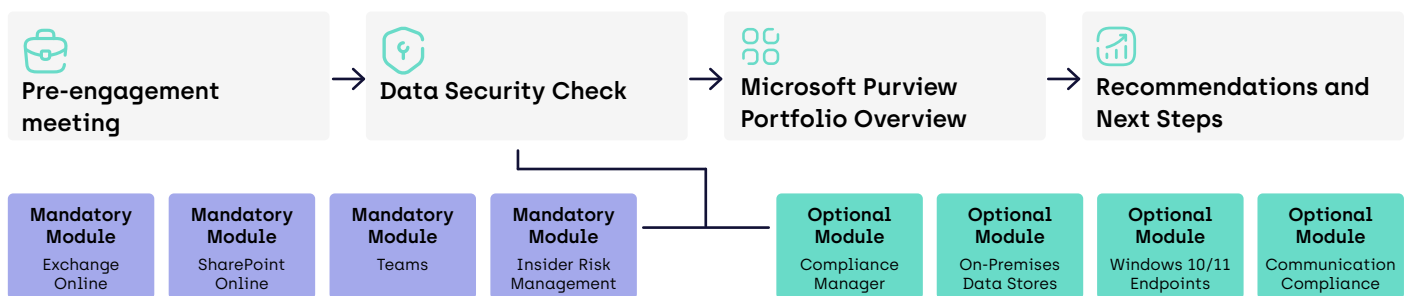 Pre-engagement
meeting
Data Security Check
Microsoft Purview
Portfolio Overview
Recommendations and
Next Steps
Mandatory
Module
Exchange
Online
Mandatory
Module
SharePoint
Online
Mandatory
Module
Teams
Mandatory
Module
Insider Risk
Management
Optional
Module
Compliance
Manager
Optional
Module
On-Premises
Data Stores
Optional
Module
Windows 10/11
Endpoints
Optional
Module
Communication
Compliance